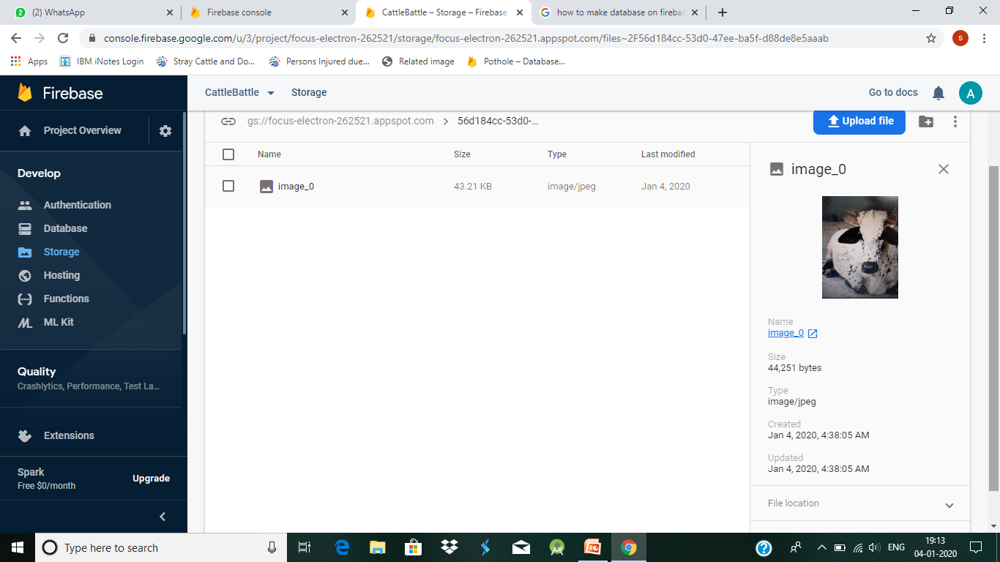 (2) WhatsApp
Firebase console
CattleBattle – Storage – Firebase
how to make database on firebas
console.firebase.google.com/u/3/project/focus-electron-262521/storage/focus-electron-262521.appspot.com/files~2F56d184cc-53d0-47ee-ba5f-d88de8e5aaab
s
Apps
IBM iNotes Login
Stray Cattle and Do...
Persons Injured due...
Related image
Pothole – Database...
Firebase
CattleBattle
Storage
Go to docs
A
Project Overview
gs://focus-electron-262521.appspot.com
56d184cc-53d0-...
Upload file
Develop
Authentication
Database
Storage
Hosting
Functions
ML Kit
Quality
Crashlytics, Performance, Test La...
Extensions
Spark
Free $0/month
Upgrade
Name Size Type Last modified
image_0 43.21 KB image/jpeg Jan 4, 2020
image_0
Name
image_0
Size
44,251 bytes
Type
image/jpeg
Created
Jan 4, 2020, 4:38:05 AM
Updated
Jan 4, 2020, 4:38:05 AM
File location
Type here to search
ENG
19:13
04-01-2020